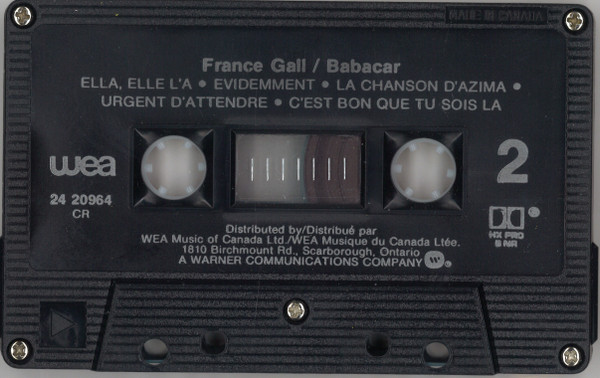 MADE IN CANADA
France Gall / Babacar
ELLA, ELLE L'A • EVIDEMMENT • LA CHANSON D'AZIMA •
URGENT D'ATTENDRE • C'EST BON QUE TU SOIS LA
wea
2
24 20964
CR
HX PRO
B NR
Distributed by/Distribué par
WEA Music of Canada Ltd./WEA Musique du Canada Ltée.
1810 Birchmount Rd., Scarborough, Ontario
A WARNER COMMUNICATIONS COMPANY